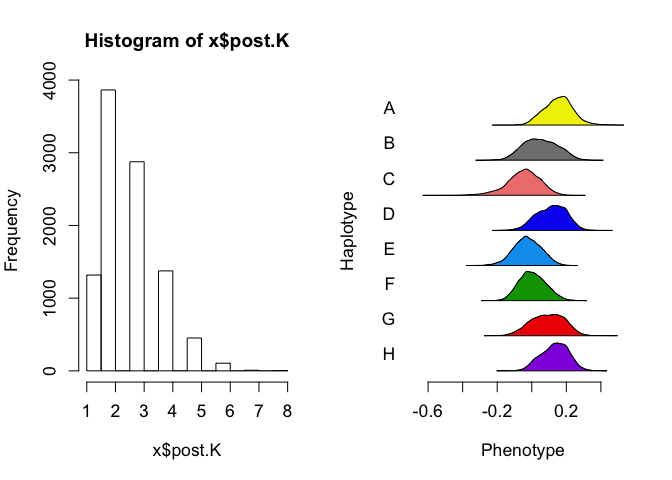 Histogram of x$post.K
Frequency
0
1000
2000
3000
4000
1 2 3 4 5 6 7 8
x$post.K
Haplotype
A
B
C
D
E
F
G
H
-0.6 -0.2 0.2
Phenotype